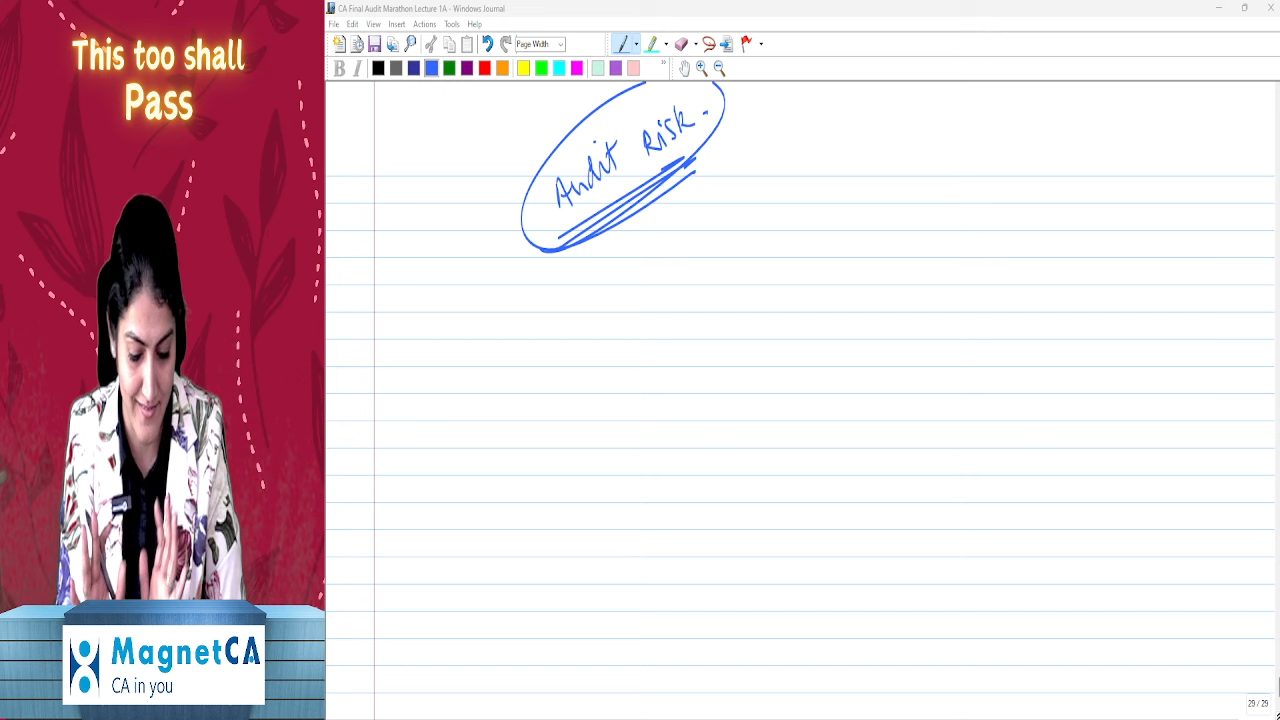 This too shall
Pass
CA Final Audit Marathon Lecture 1A - Windows Journal
File Edit View Insert Actions Tools Help
Page Width
B I
Audit Risk.
MagnetCA
CA in you
29 / 29